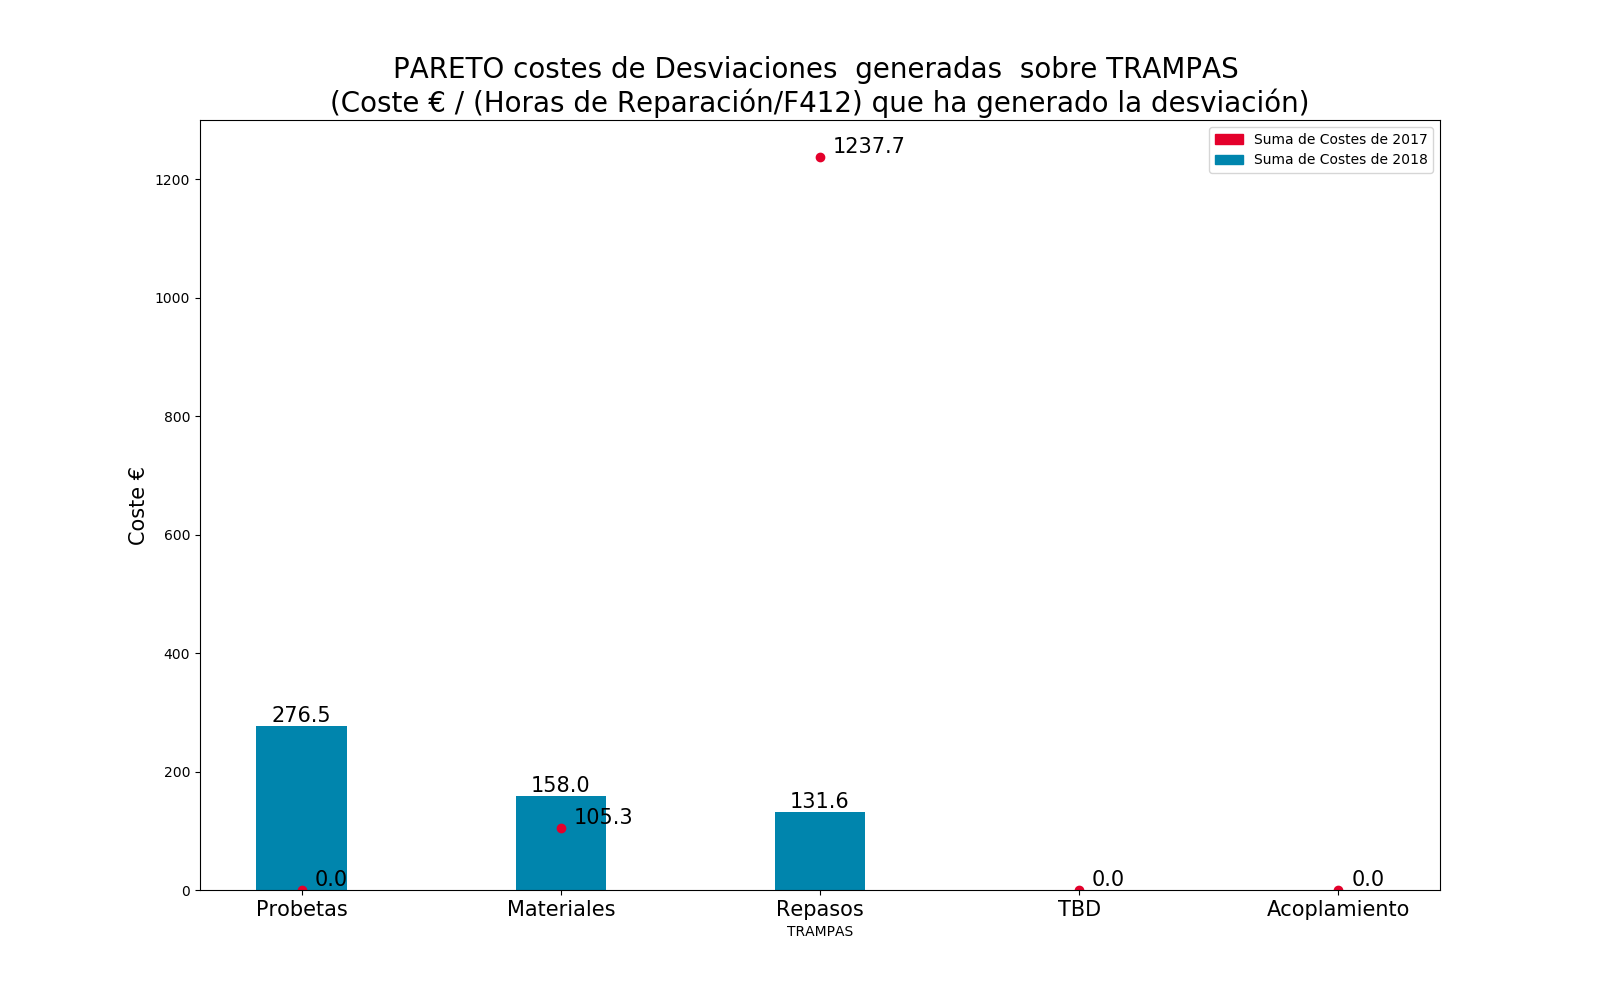 PARETO costes de Desviaciones  generadas  sobre TRAMPAS
(Coste € / (Horas de Reparación/F412) que ha generado la desviación)
Suma de Costes de 2017
Suma de Costes de 2018
1237.7
1200
1000
800
600
400
200
0
Coste €
276.5
0.0
158.0
105.3
131.6
0.0
0.0
Probetas
Materiales
Repasos
TBD
Acoplamiento
TRAMPAS